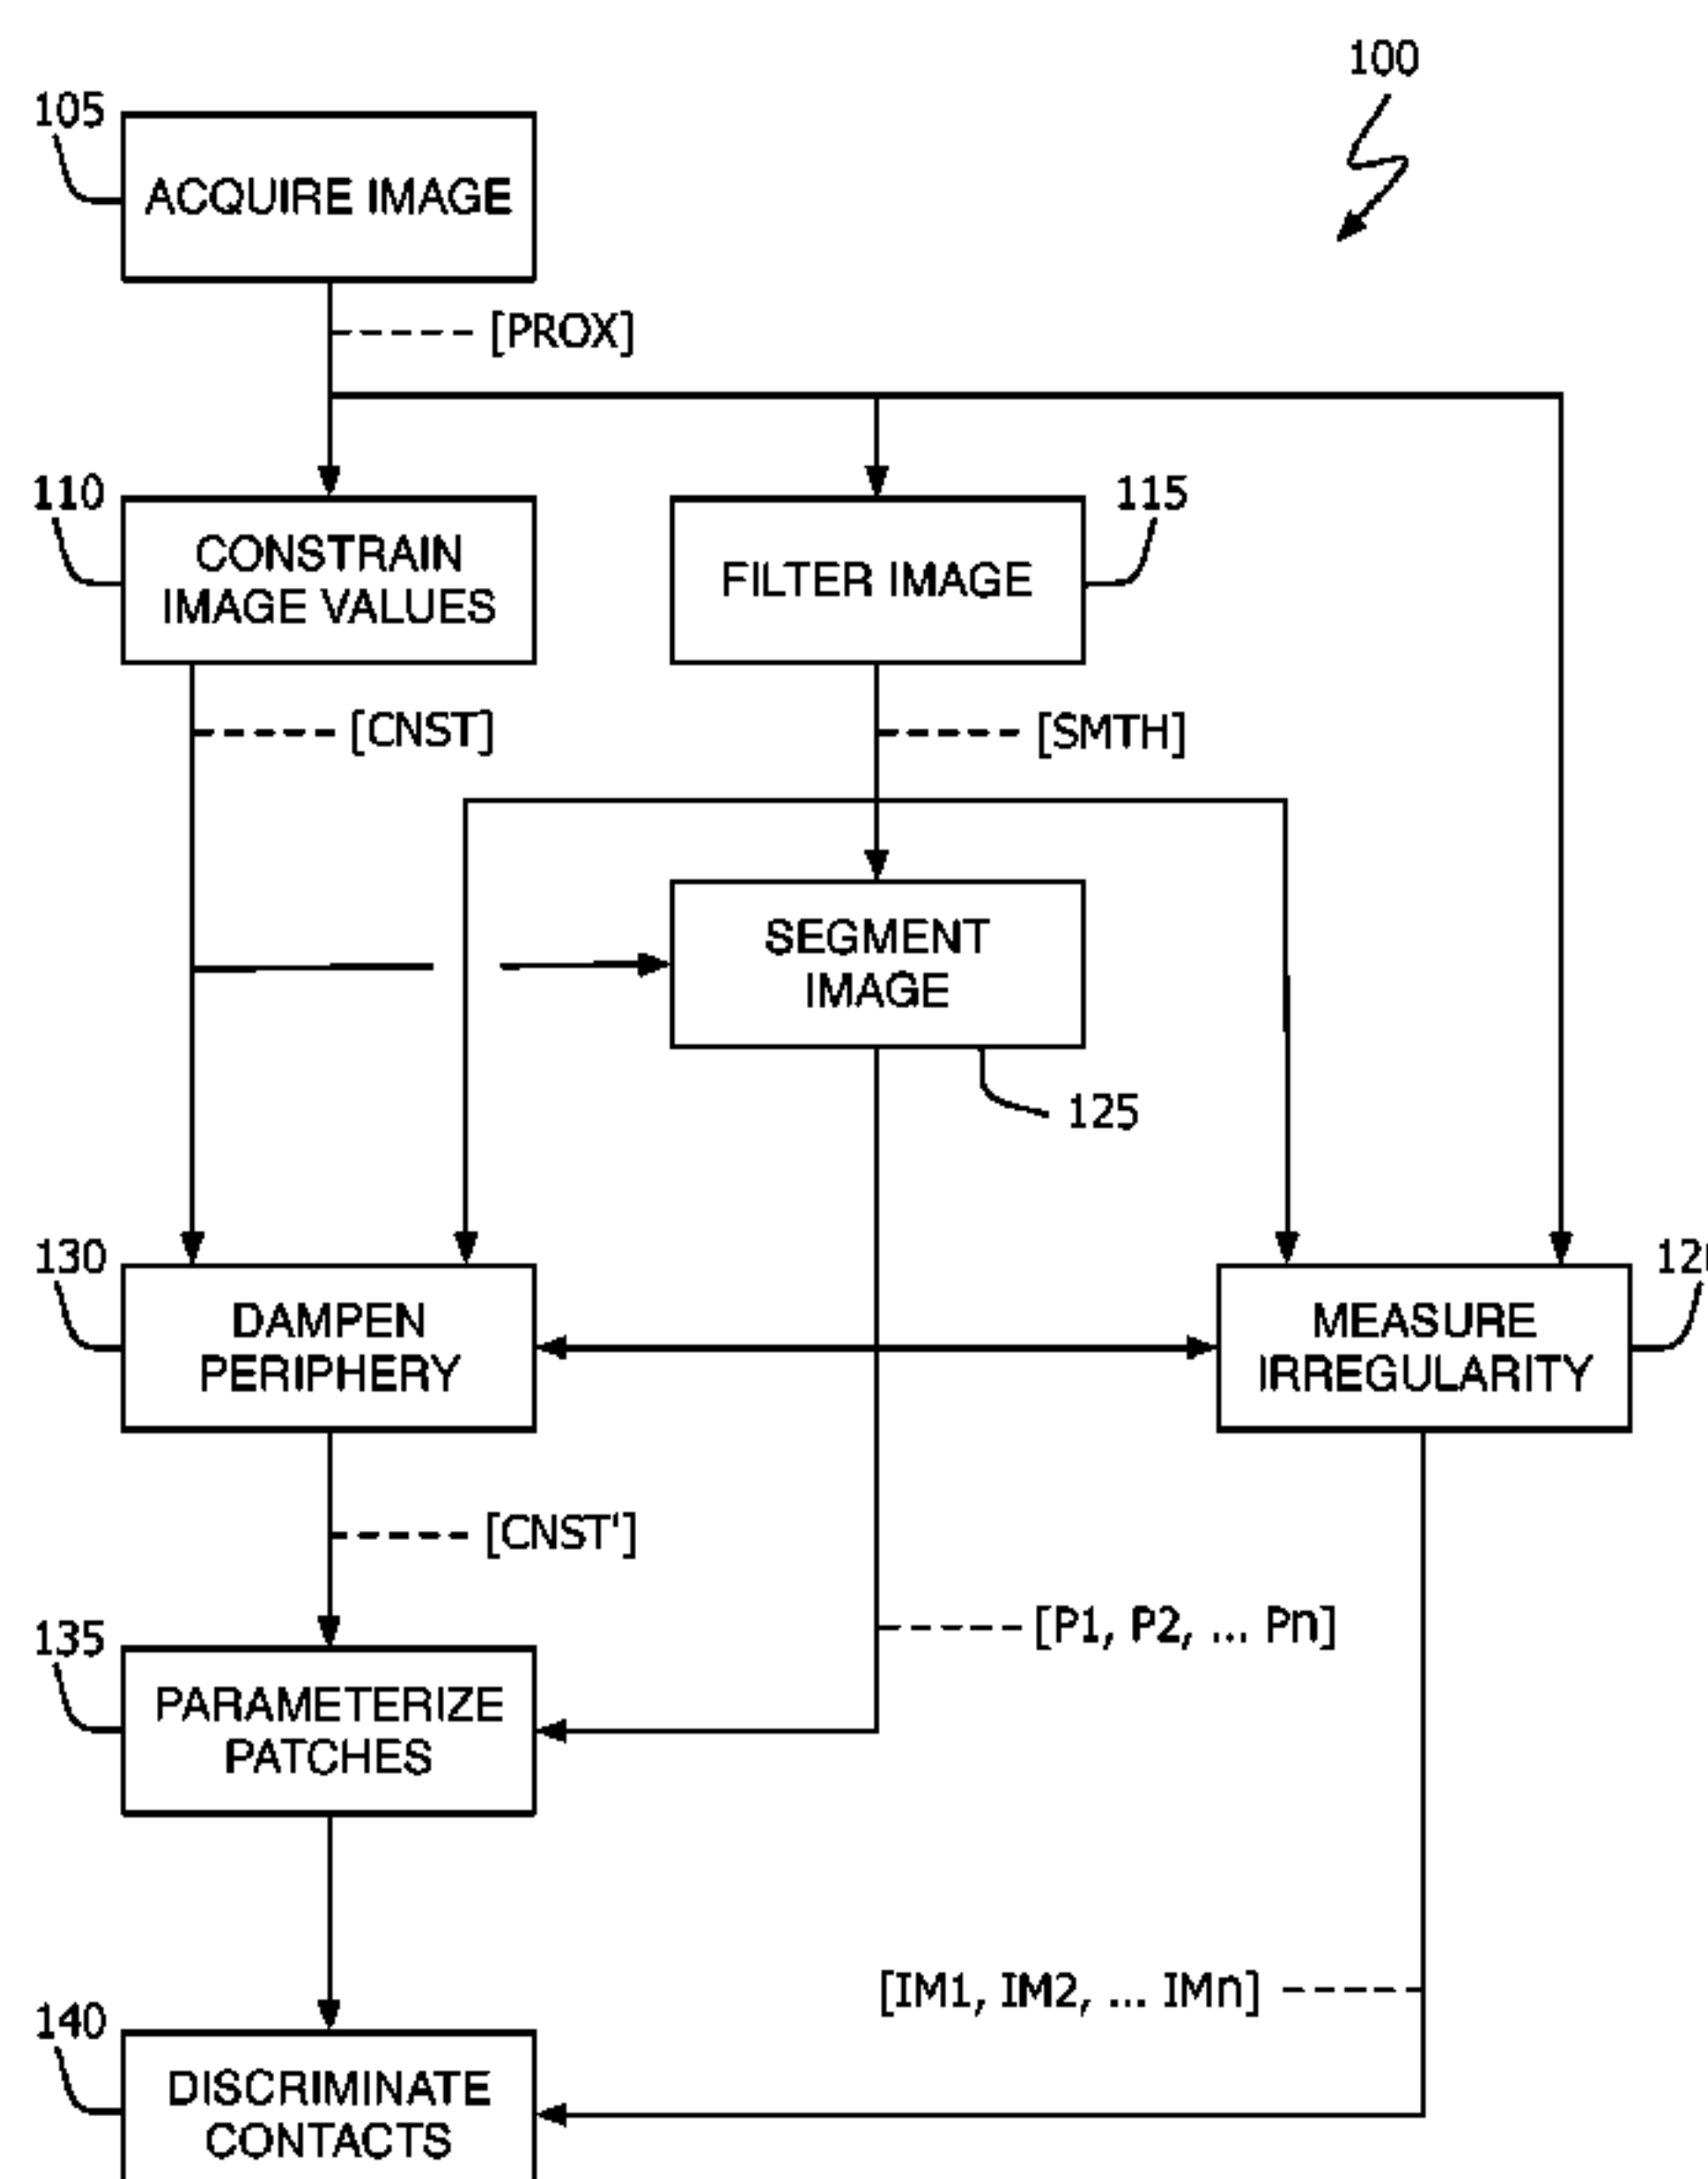 100
105
ACQUIRE IMAGE
[PROX]
110
CONSTRAIN
IMAGE VALUES
115
FILTER IMAGE
[CNST]
[SMTH]
SEGMENT
IMAGE
125
130
DAMPEN
PERIPHERY
MEASURE
IRREGULARITY
[CNST']
[P1, P2, ... Pn]
135
PARAMETERIZE
PATCHES
[IM1, IM2, ... IMn]
140
DISCRIMINATE
CONTACTS